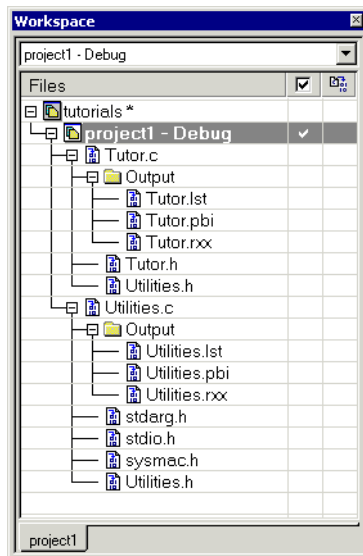 Workspace
project1 - Debug
Files
tutorials *
project1 - Debug
Tutor.c
Output
Tutor.lst
Tutor.pbi
Tutor.rxx
Tutor.h
Utilities.h
Utilities.c
Output
Utilities.lst
Utilities.pbi
Utilities.rxx
stdarg.h
stdio.h
sysmac.h
Utilities.h
project1